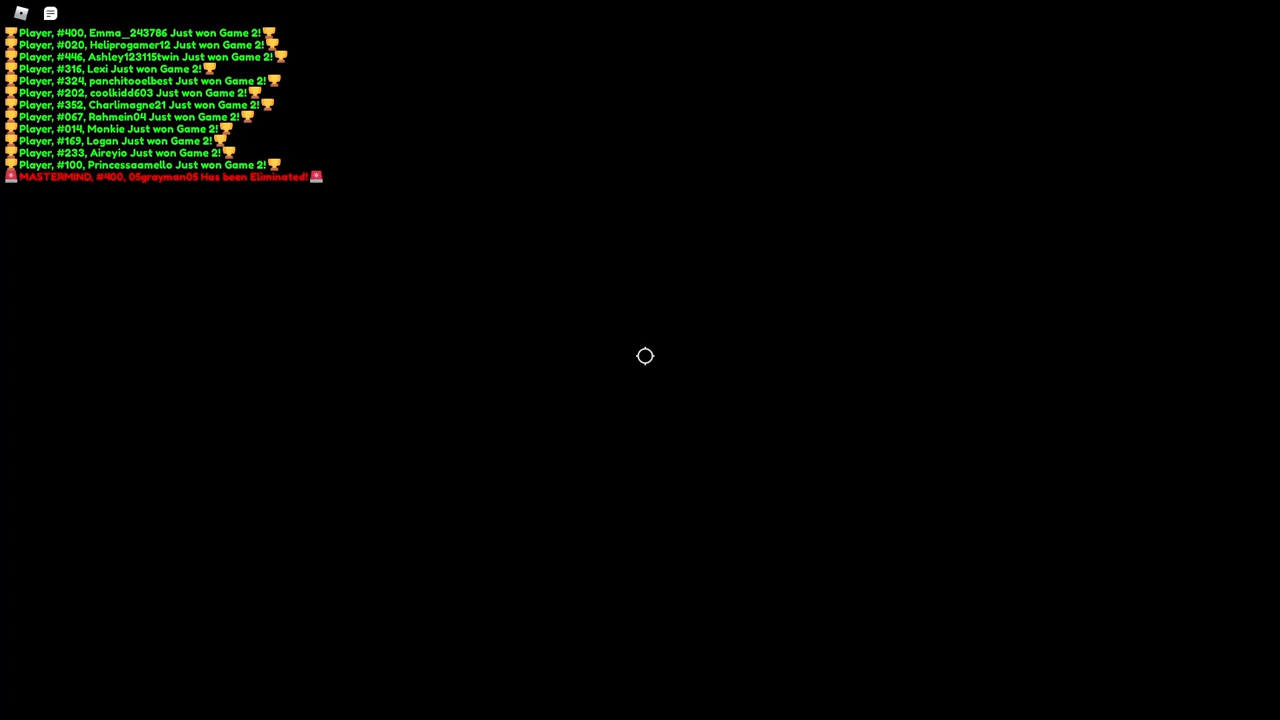 🏆Player, #400, Emma_243786 Just won Game 2!🏆
🏆Player, #020, Heliprogamer12 Just won Game 2!🏆
🏆Player, #446, Ashley123115twin Just won Game 2!🏆
🏆Player, #316, Lexi Just won Game 2!🏆
🏆Player, #324, panchitooelbest Just won Game 2!🏆
🏆Player, #202, coolkidd603 Just won Game 2!🏆
🏆Player, #352, Charlimagne21 Just won Game 2!🏆
🏆Player, #067, Rahmein04 Just won Game 2!🏆
🏆Player, #014, Monkie Just won Game 2!🏆
🏆Player, #169, Logan Just won Game 2!🏆
🏆Player, #233, Aireyio Just won Game 2!🏆
🏆Player, #100, Princessaamello Just won Game 2!🏆
🚨MASTERMIND, #400, 05grayman05 Has been Eliminated!🚨